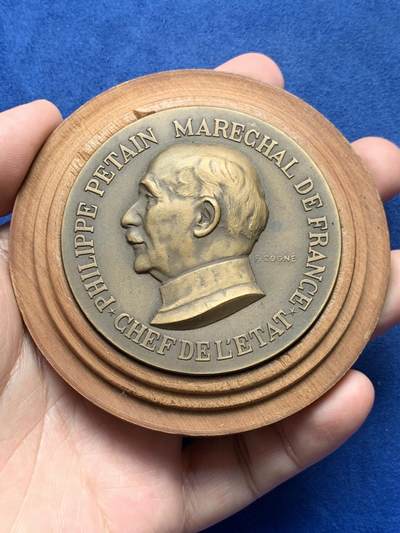 PHILIPPE PETAIN MARECHAL DE FRANCE
* CHEF DE L'ETAT *
F. COGNE